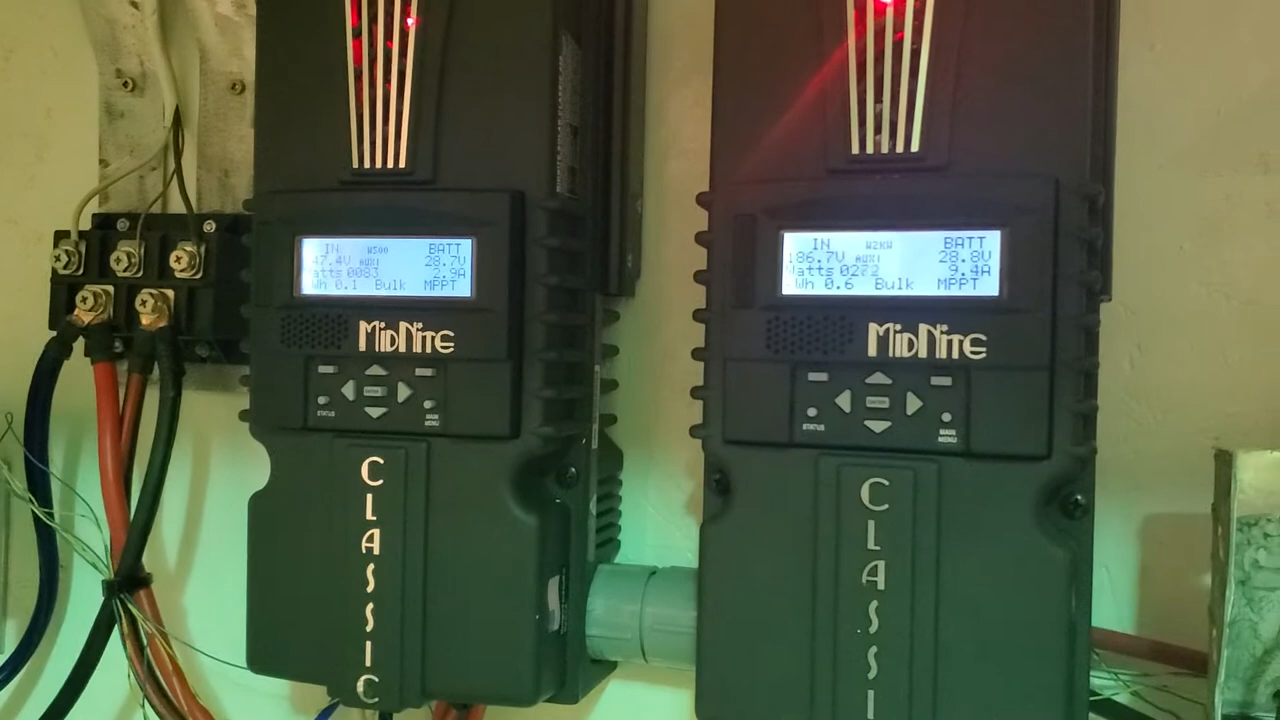 IN W500 BATT
47.4V AUX1 28.7V
Watts 0083 2.9A
Wh 0.1 Bulk MPPT
MIDNITE
ENTER
STATUS
MAIN
MENU
CLASSIC
IN W2KW BATT
186.7V AUX1 28.8V
Watts 0272 9.4A
Wh 0.6 Bulk MPPT
MIDNITE
ENTER
STATUS
MAIN
MENU
CLASSI